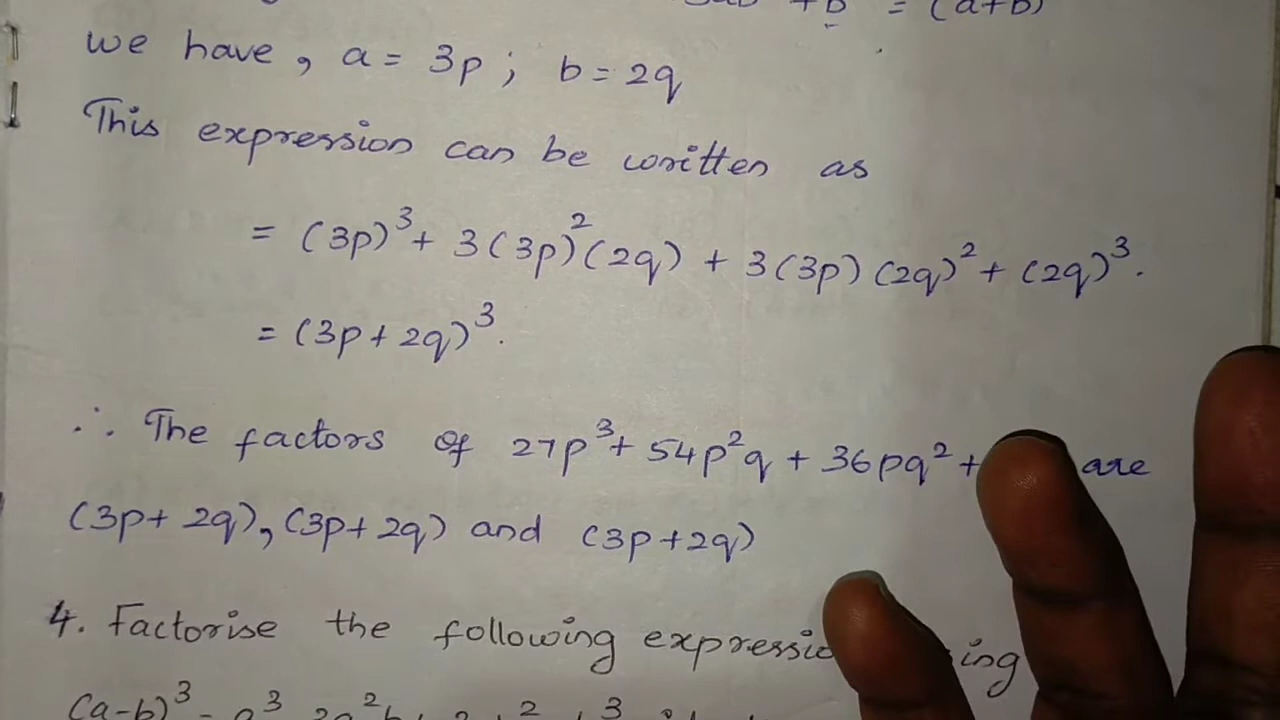 +b = (a+b)
we have, a = 3p; b = 2q
This expression can be written as
= (3p)³ + 3(3p)²(2q) + 3(3p)(2q)² + (2q)³.
= (3p + 2q)³.
∴ The factors of 27p³ + 54p²q + 36pq² + are
(3p + 2q), (3p + 2q) and (3p + 2q)
4. Factorise the following ing
(a-b)³